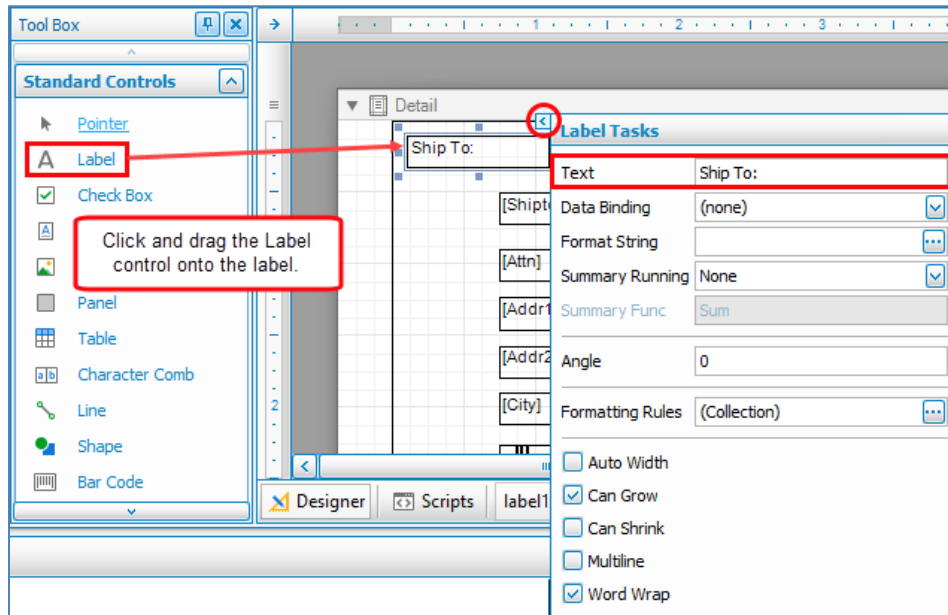 Tool Box
1 2 3
Standard Controls
Detail
Pointer
Label Tasks
Label
Ship To:
Text Ship To:
Check Box
Data Binding (none)
Click and drag the Label
control onto the label.
Format String
[Attn]
Summary Running None
Panel
Summary Func Sum
Table
Angle 0
Character Comb
Line
2
[City]
Formatting Rules (Collection)
Shape
Auto Width
Bar Code
Designer
Scripts
label1
Can Grow
Can Shrink
Multiline
Word Wrap